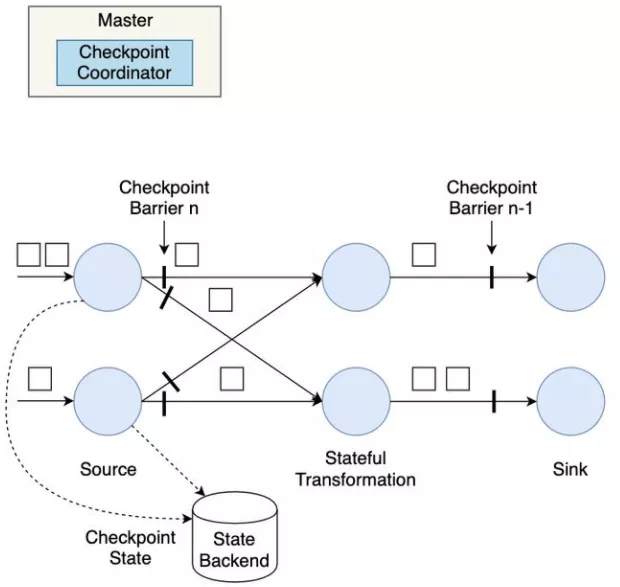 Master
Checkpoint
Coordinator
Checkpoint
Barrier n
Checkpoint
Barrier n-1
Source
Stateful
Transformation
Sink
Checkpoint
State
State
Backend